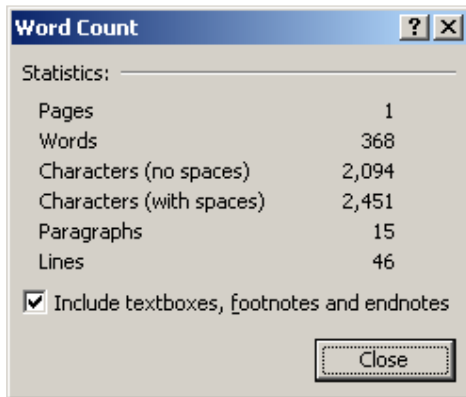 Word Count
Statistics:
Pages 1
Words 368
Characters (no spaces) 2,094
Characters (with spaces) 2,451
Paragraphs 15
Lines 46
Include textboxes, footnotes and endnotes
Close